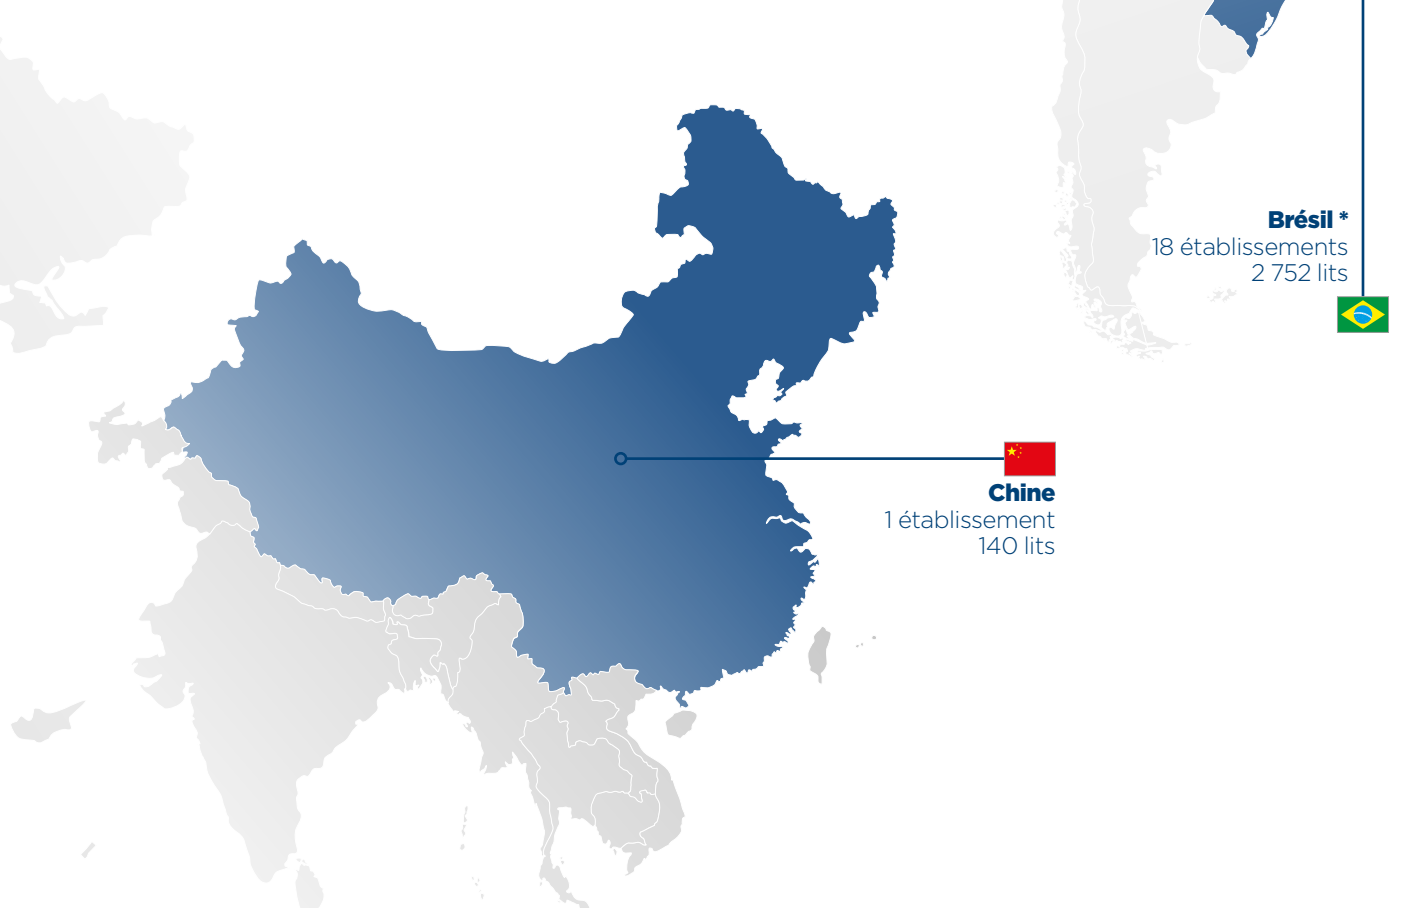 Brésil *
18 établissements
2 752 lits
Chine
1 établissement
140 lits